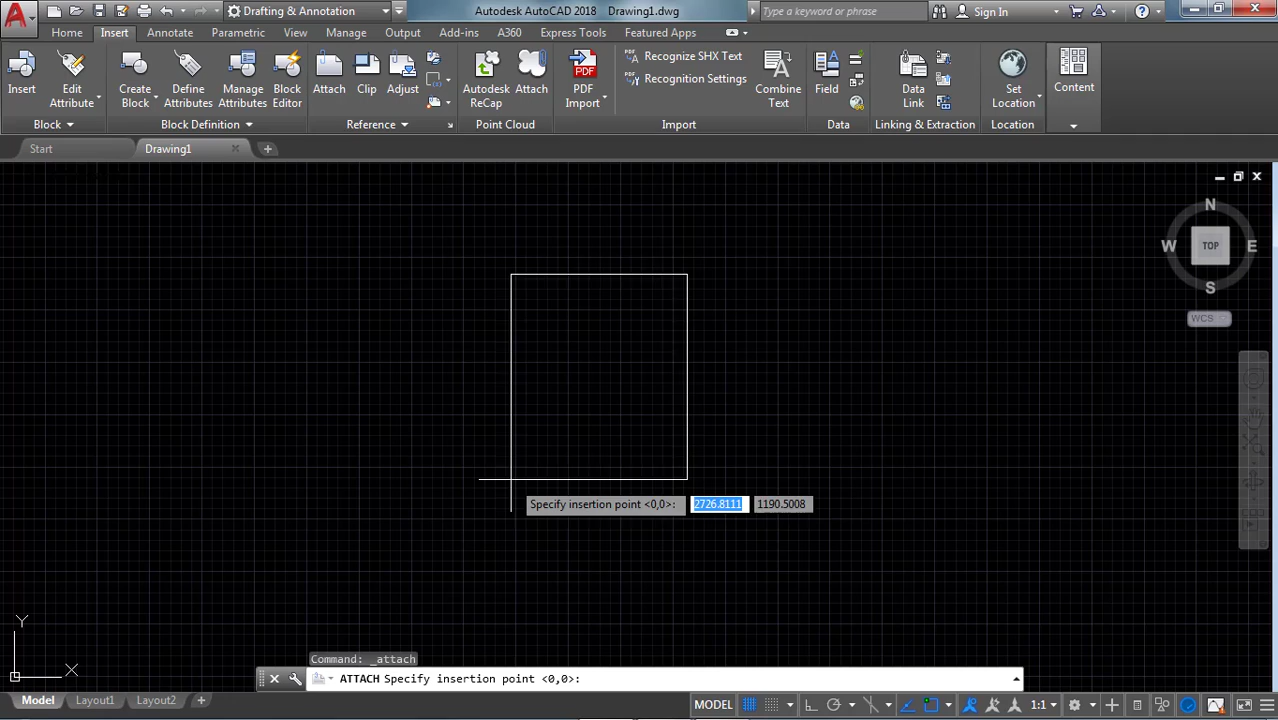 Drafting & Annotation
Autodesk AutoCAD 2018 Drawing1.dwg
Type a keyword or phrase
Sign In
Home Insert Annotate Parametric View Manage Output Add-ins A360 Express Tools Featured Apps
Insert
Edit Attribute
Create Block
Define Attributes
Manage Attributes
Block Editor
Attach
Clip
Adjust
Autodesk ReCap
Attach
PDF
PDF Import
Recognize SHX Text
Recognition Settings
Combine Text
Field
Data Link
Set Location
Content
Block Block Definition Reference Point Cloud Import Data Linking & Extraction Location
Start Drawing1
N
W TOP E
S
WCS
Specify insertion point <0,0>: 2726.8111 1190.5008
Y
X
Command: _attach
ATTACH Specify insertion point <0,0>:
Model Layout1 Layout2
MODEL 1:1